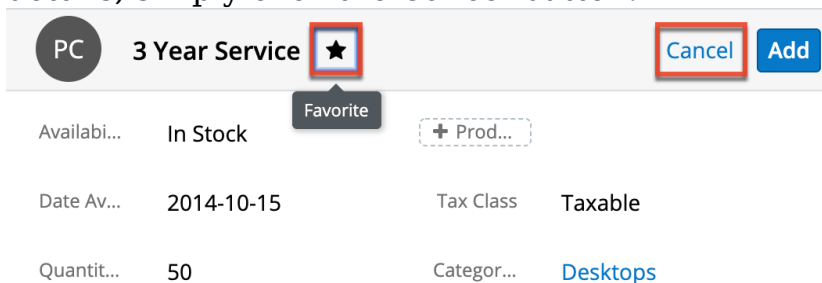 PC 3 Year Service Cancel Add
Favorite
Availabi... In Stock + Prod...
Date Av... 2014-10-15 Tax Class Taxable
Quantit... 50 Categor... Desktops